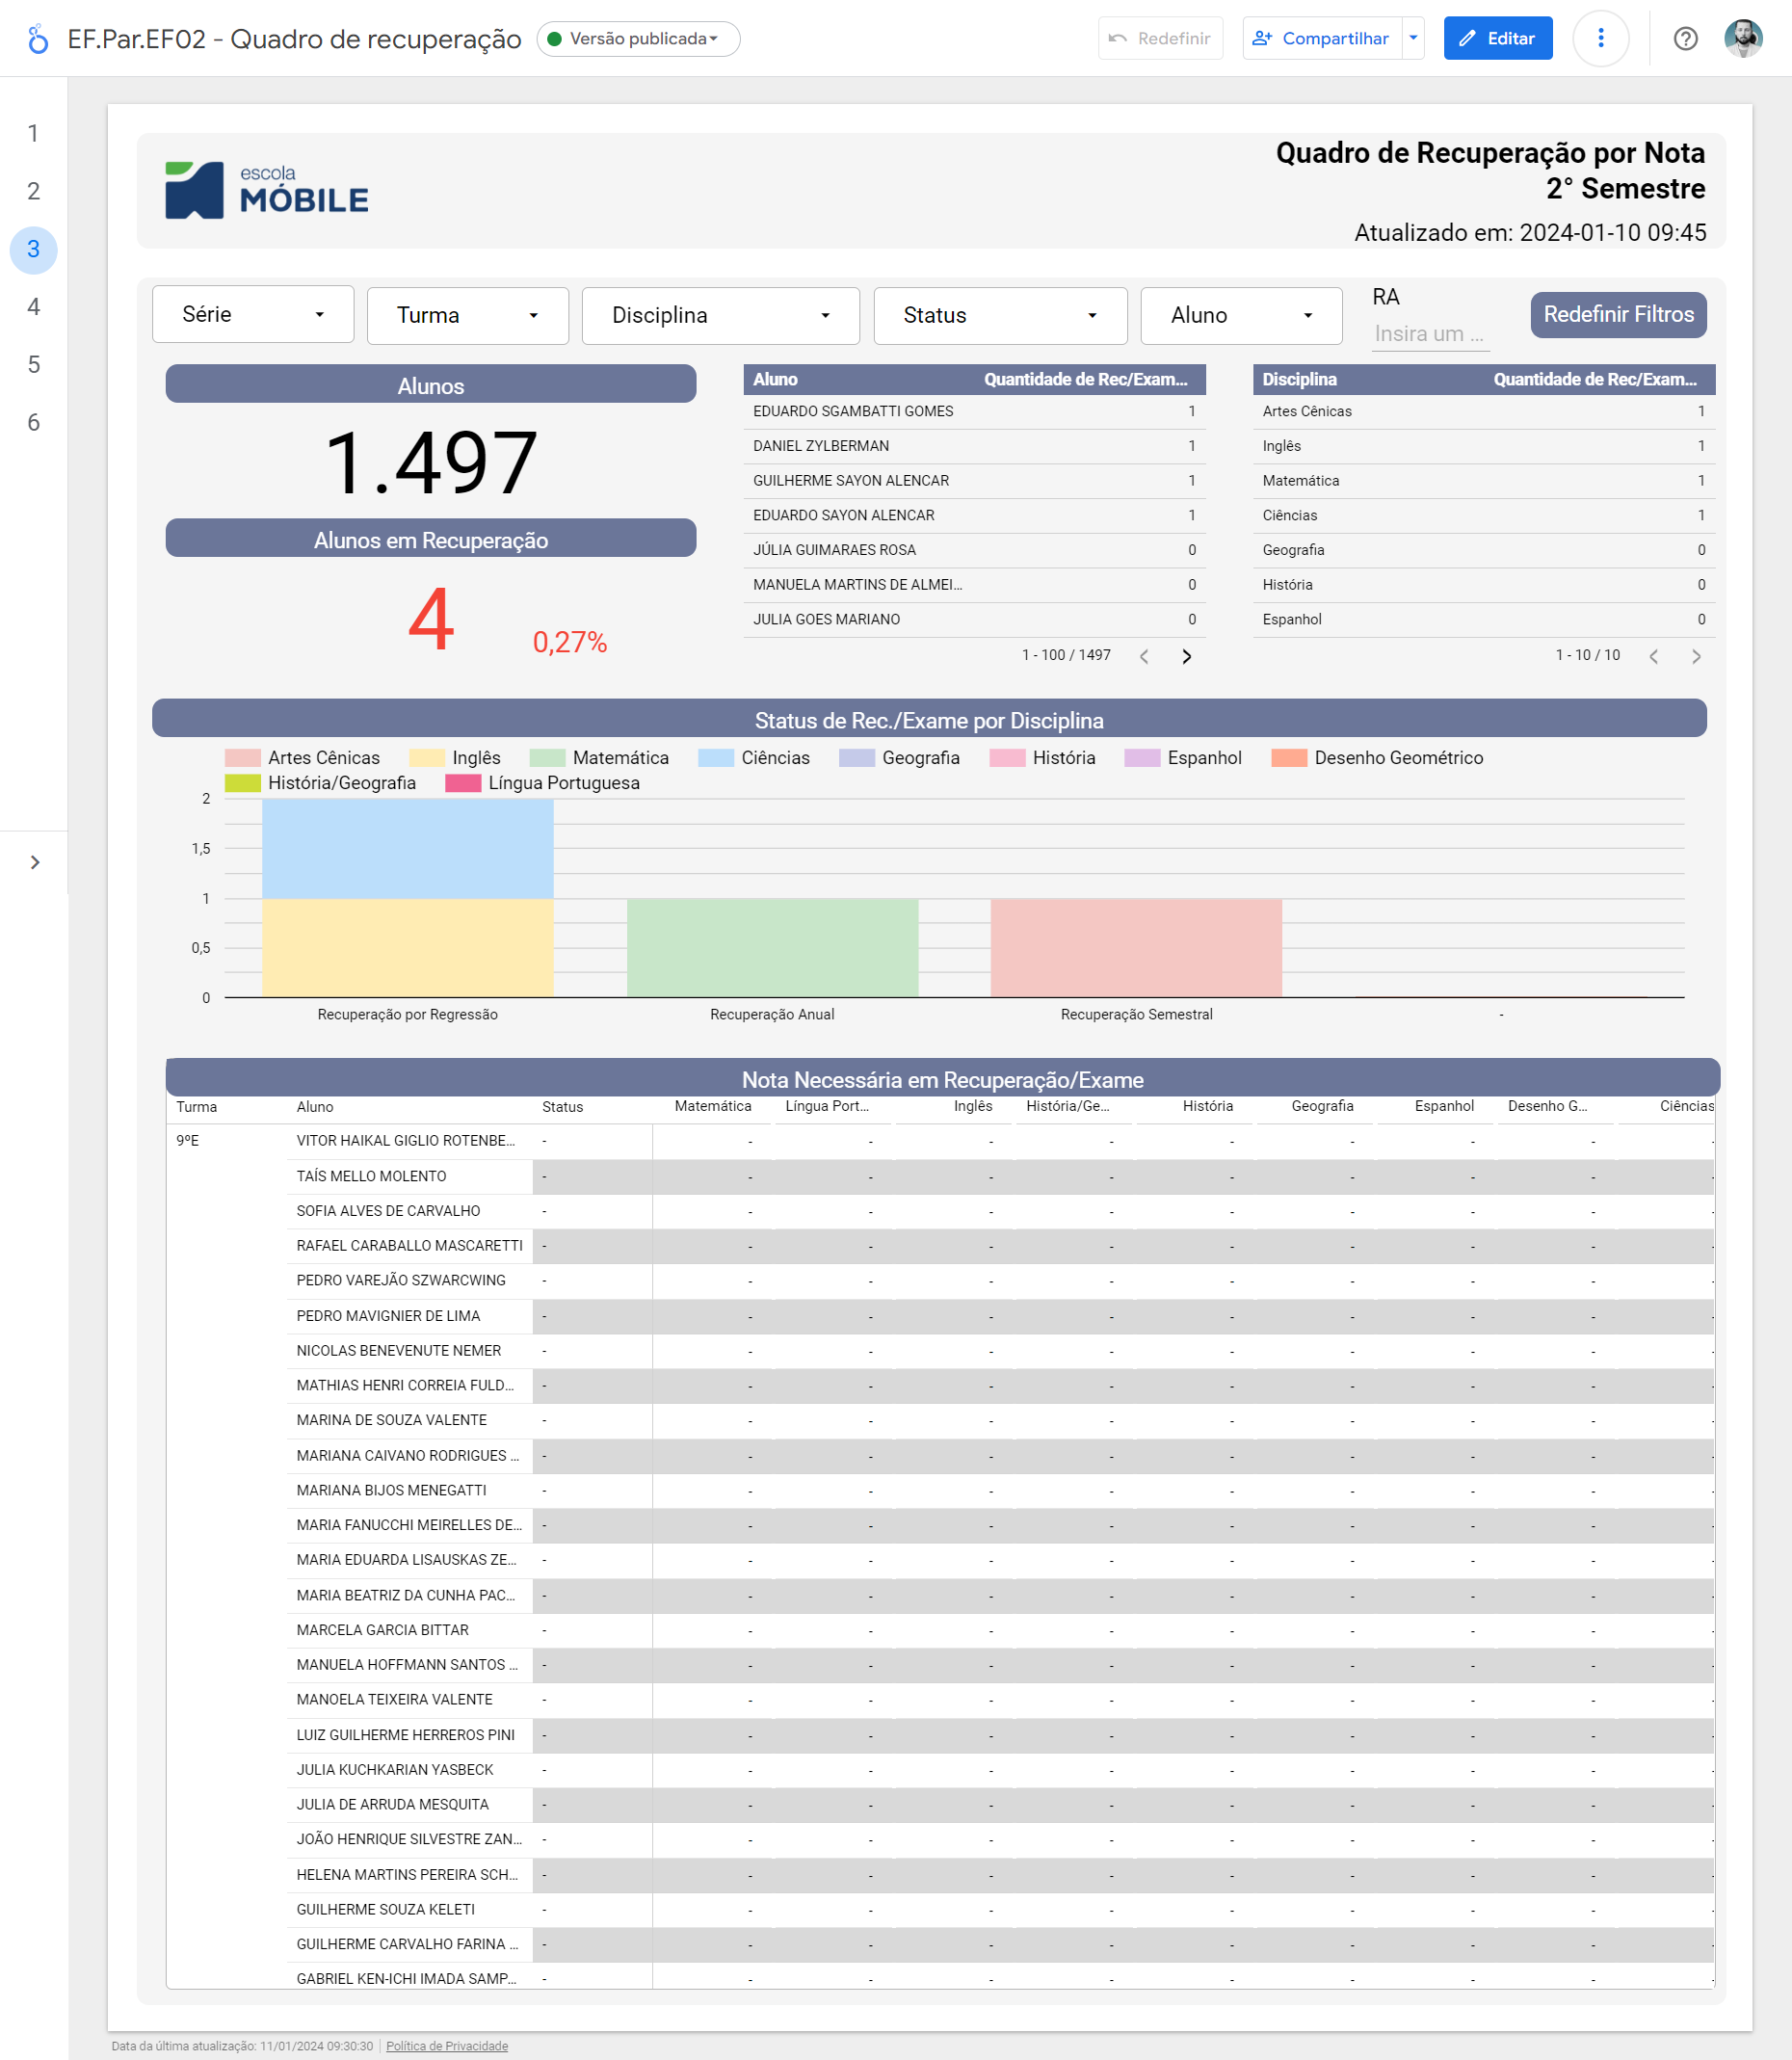 EF.Par.EF02 - Quadro de recuperação Versão publicada Redefinir Compartilhar Editar
1
2
3
4
5
6
escola
MÓBILE
Quadro de Recuperação por Nota
2° Semestre
Atualizado em: 2024-01-10 09:45
Série Turma Disciplina Status Aluno RA Insira um ... Redefinir Filtros
Alunos
1.497
Alunos em Recuperação
4 0,27%
Aluno Quantidade de Rec/Exam...
EDUARDO SGAMBATTI GOMES 1
DANIEL ZYLBERMAN 1
GUILHERME SAYON ALENCAR 1
EDUARDO SAYON ALENCAR 1
JÚLIA GUIMARAES ROSA 0
MANUELA MARTINS DE ALMEI... 0
JULIA GOES MARIANO 0
1 - 100 / 1497 < >
Disciplina Quantidade de Rec/Exam...
Artes Cênicas 1
Inglês 1
Matemática 1
Ciências 1
Geografia 0
História 0
Espanhol 0
1 - 10 / 10 < >
Status de Rec./Exame por Disciplina
Artes Cênicas Inglês Matemática Ciências Geografia História Espanhol Desenho Geométrico
História/Geografia Língua Portuguesa
2
1,5
1
0,5
0
Recuperação por Regressão Recuperação Anual Recuperação Semestral -
Nota Necessária em Recuperação/Exame
Turma Aluno Status Matemática Língua Port... Inglês História/Ge... História Geografia Espanhol Desenho G... Ciências
9ºE VITOR HAIKAL GIGLIO ROTENBE... - - - - - - - - - -
TAÍS MELLO MOLENTO - - - - - - - - - -
SOFIA ALVES DE CARVALHO - - - - - - - - - -
RAFAEL CARABALLO MASCARETTI - - - - - - - - - -
PEDRO VAREJÃO SZWARCWING - - - - - - - - - -
PEDRO MAVIGNIER DE LIMA - - - - - - - - - -
NICOLAS BENEVENUTE NEMER - - - - - - - - - -
MATHIAS HENRI CORREIA FULD... - - - - - - - - - -
MARINA DE SOUZA VALENTE - - - - - - - - - -
MARIANA CAIVANO RODRIGUES ... - - - - - - - - - -
MARIANA BIJOS MENEGATTI - - - - - - - - - -
MARIA FANUCCHI MEIRELLES DE... - - - - - - - - - -
MARIA EDUARDA LISAUSKAS ZE... - - - - - - - - - -
MARIA BEATRIZ DA CUNHA PAC... - - - - - - - - - -
MARCELA GARCIA BITTAR - - - - - - - - - -
MANUELA HOFFMANN SANTOS ... - - - - - - - - - -
MANOELA TEIXEIRA VALENTE - - - - - - - - - -
LUIZ GUILHERME HERREROS PINI - - - - - - - - - -
JULIA KUCHKARIAN YASBECK - - - - - - - - - -
JULIA DE ARRUDA MESQUITA - - - - - - - - - -
JOÃO HENRIQUE SILVESTRE ZAN... - - - - - - - - - -
HELENA MARTINS PEREIRA SCH... - - - - - - - - - -
GUILHERME SOUZA KELETI - - - - - - - - - -
GUILHERME CARVALHO FARINA ... - - - - - - - - - -
GABRIEL KEN-ICHI IMADA SAMP... - - - - - - - - - -
Data da última atualização: 11/01/2024 09:30:30 Política de Privacidade